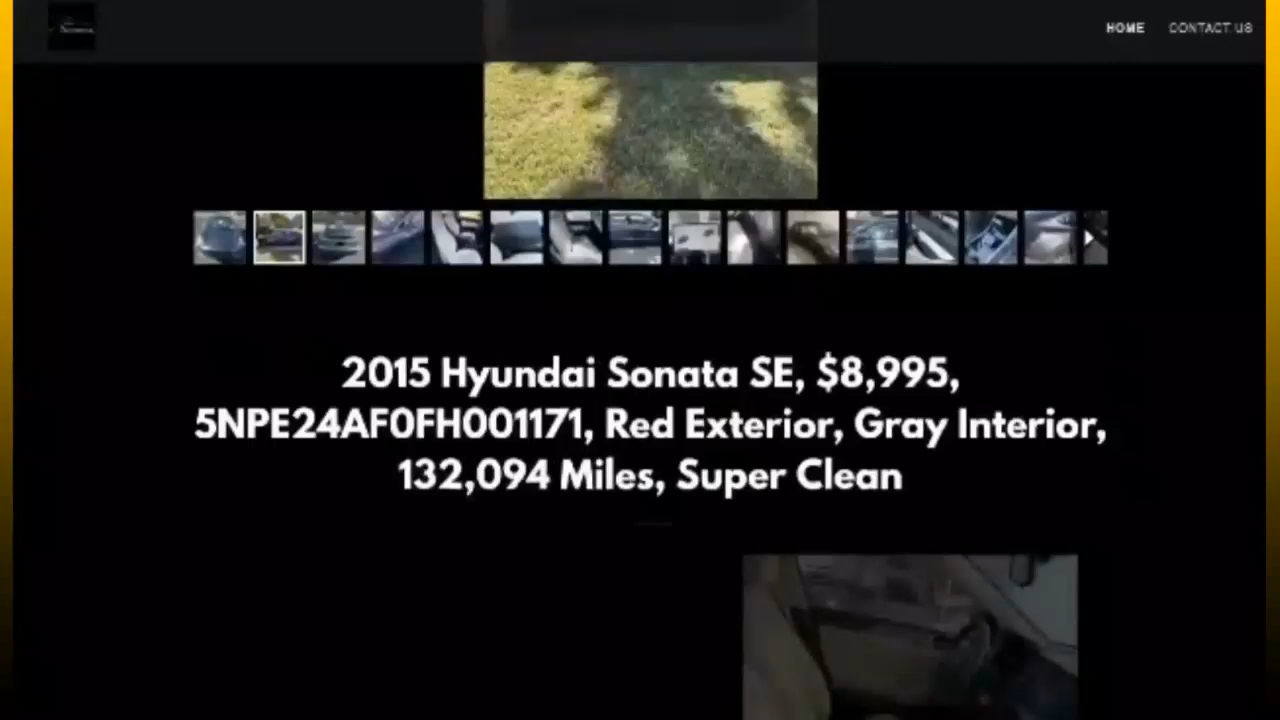 HOME CONTACT US
2015 Hyundai Sonata SE, $8,995,
5NPE24AF0FH001171, Red Exterior, Gray Interior,
132,094 Miles, Super Clean